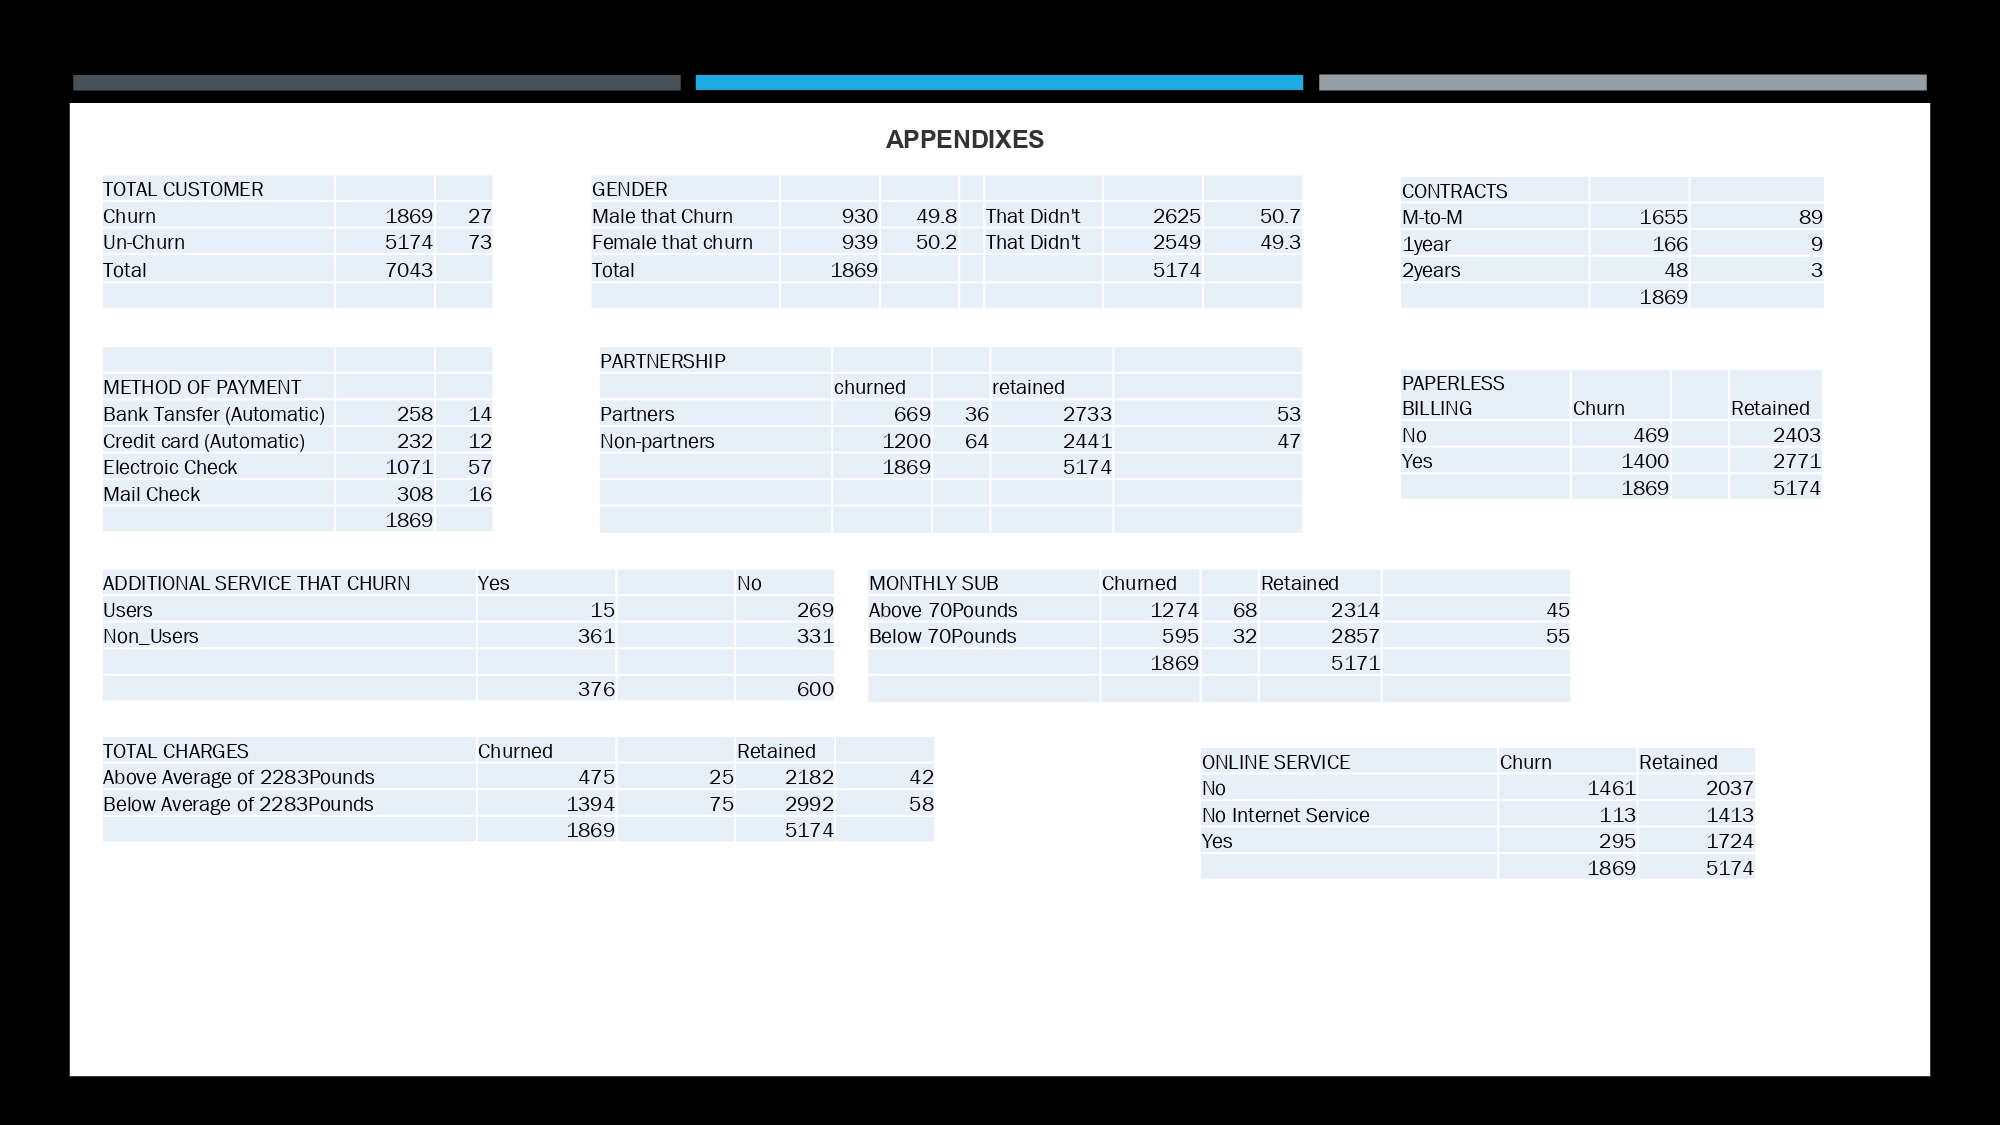 APPENDIXES
TOTAL CUSTOMER
Churn 1869 27
Un-Churn 5174 73
Total 7043
GENDER
Male that Churn 930 49.8 That Didn't 2625 50.7
Female that churn 939 50.2 That Didn't 2549 49.3
Total 1869 5174
CONTRACTS
M-to-M 1655 89
1year 166 9
2years 48 3
1869
METHOD OF PAYMENT
Bank Tansfer (Automatic) 258 14
Credit card (Automatic) 232 12
Electroic Check 1071 57
Mail Check 308 16
1869
PARTNERSHIP
churned retained
Partners 669 36 2733 53
Non-partners 1200 64 2441 47
1869 5174
PAPERLESS
BILLING Churn Retained
No 469 2403
Yes 1400 2771
1869 5174
ADDITIONAL SERVICE THAT CHURN Yes No
Users 15 269
Non_Users 361 331
376 600
MONTHLY SUB Churned Retained
Above 70Pounds 1274 68 2314 45
Below 70Pounds 595 32 2857 55
1869 5171
TOTAL CHARGES Churned Retained
Above Average of 2283Pounds 475 25 2182 42
Below Average of 2283Pounds 1394 75 2992 58
1869 5174
ONLINE SERVICE Churn Retained
No 1461 2037
No Internet Service 113 1413
Yes 295 1724
1869 5174